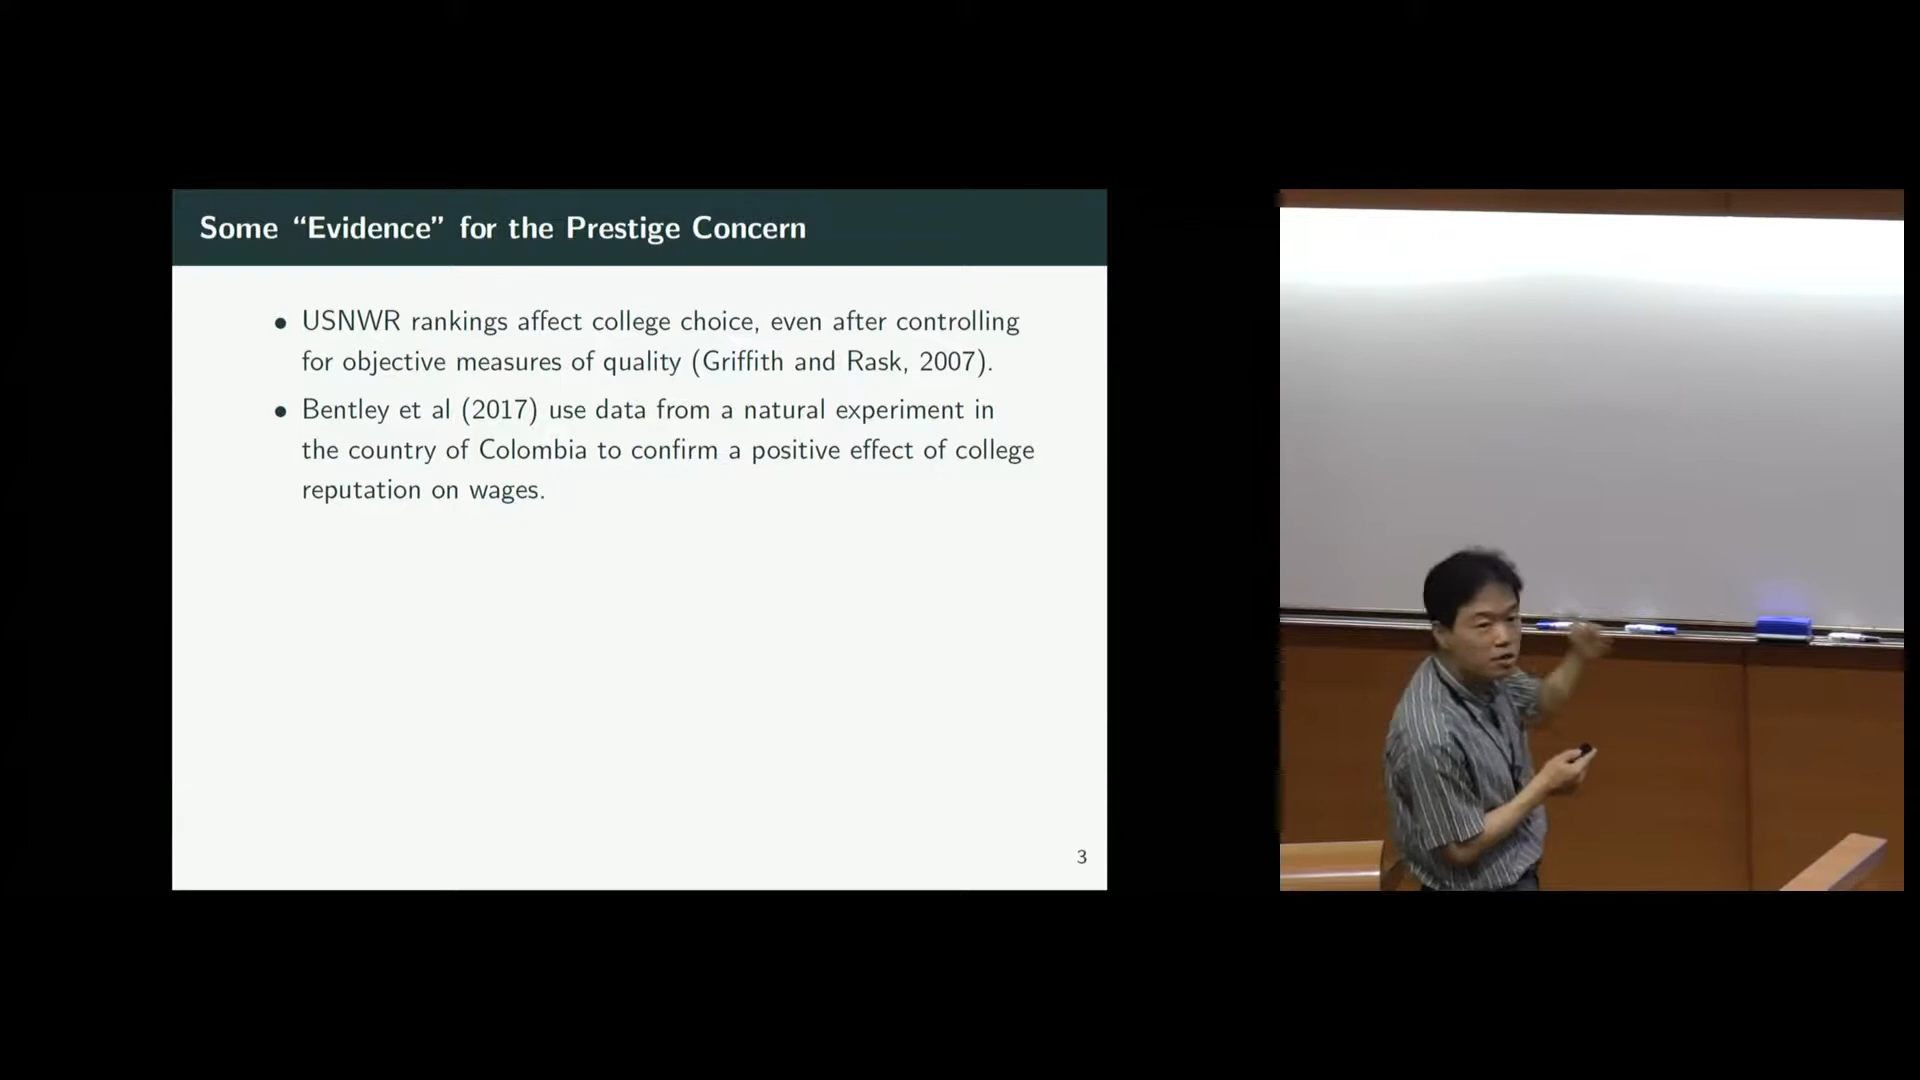 Some “Evidence” for the Prestige Concern
• USNWR rankings affect college choice, even after controlling
for objective measures of quality (Griffith and Rask, 2007).
• Bentley et al (2017) use data from a natural experiment in
the country of Colombia to confirm a positive effect of college
reputation on wages.
3